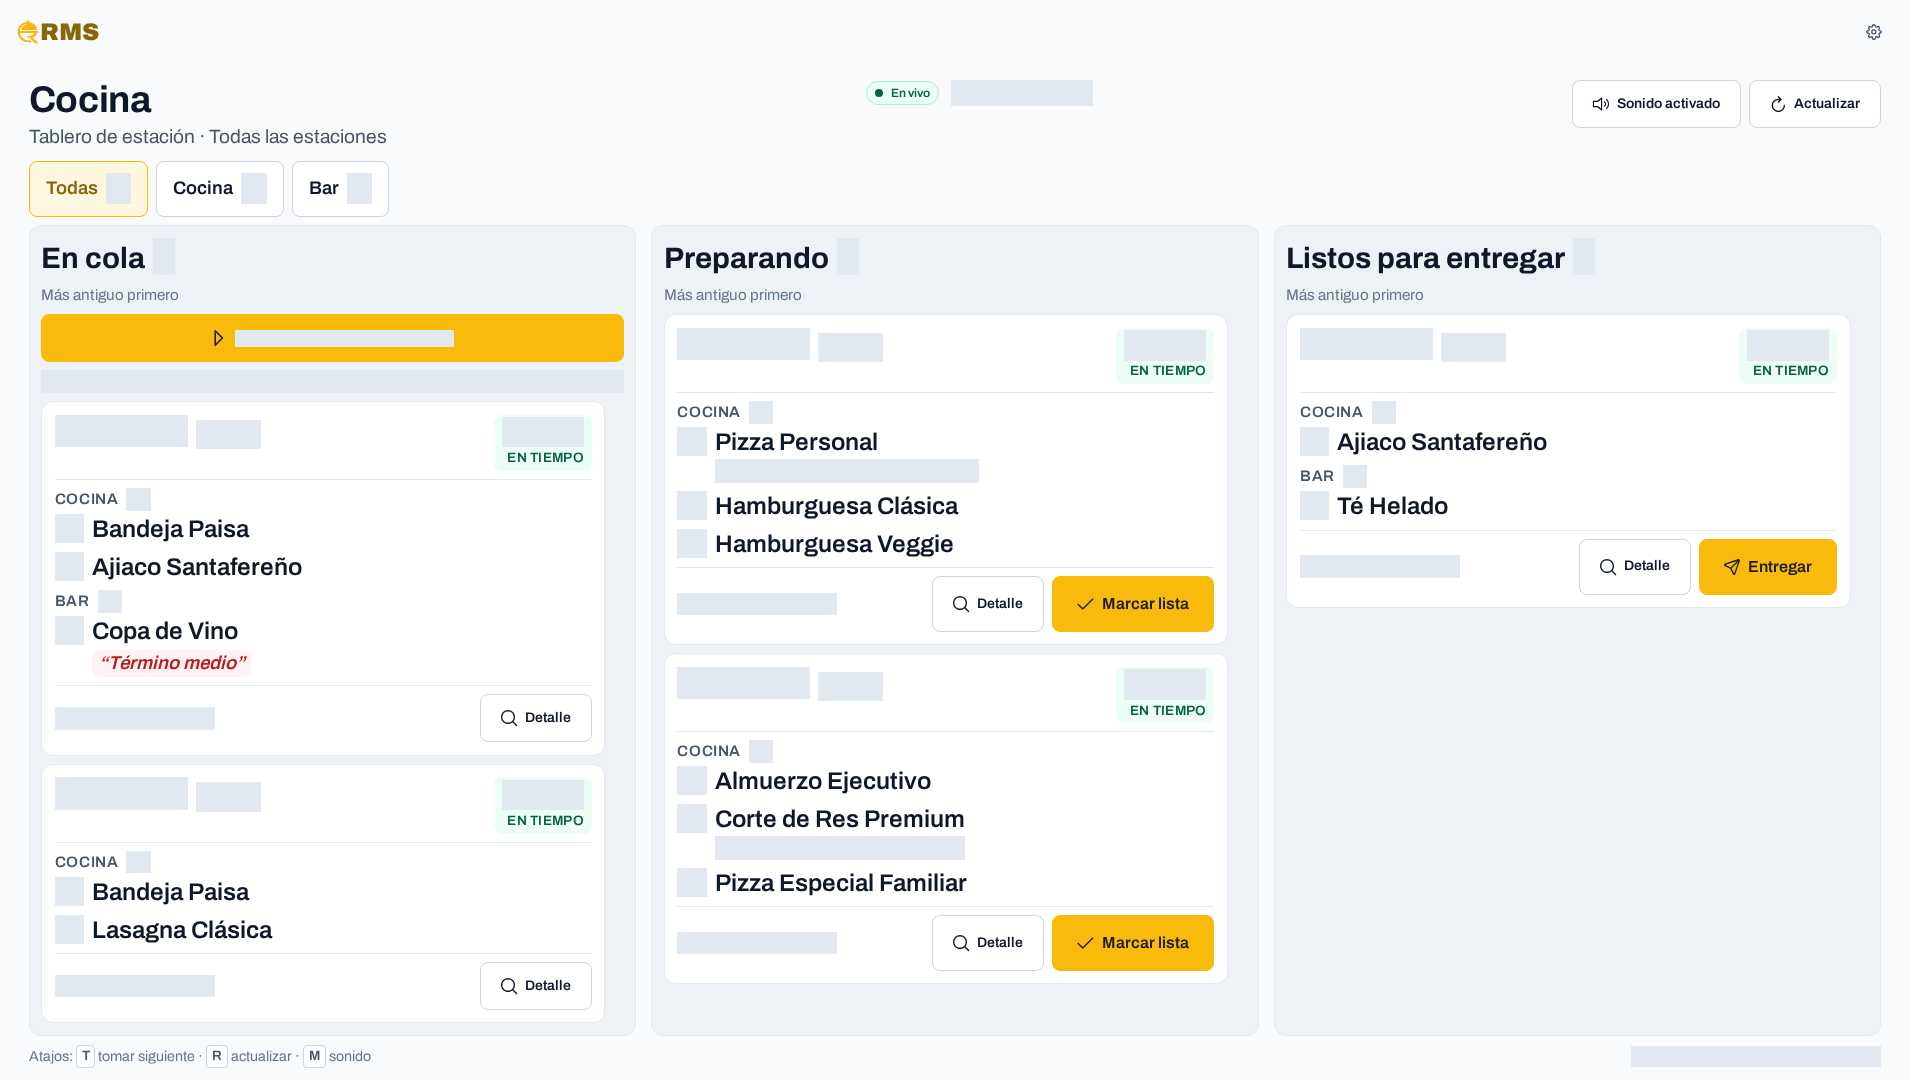 RMS
Cocina
Tablero de estación · Todas las estaciones
En vivo
Sonido activado
Actualizar
Todas
Cocina
Bar
En cola
Más antiguo primero
EN TIEMPO
COCINA
Bandeja Paisa
Ajiaco Santafereño
BAR
Copa de Vino
“Término medio”
Detalle
EN TIEMPO
COCINA
Bandeja Paisa
Lasagna Clásica
Detalle
Preparando
Más antiguo primero
EN TIEMPO
COCINA
Pizza Personal
Hamburguesa Clásica
Hamburguesa Veggie
Detalle
Marcar lista
EN TIEMPO
COCINA
Almuerzo Ejecutivo
Corte de Res Premium
Pizza Especial Familiar
Detalle
Marcar lista
Listos para entregar
Más antiguo primero
EN TIEMPO
COCINA
Ajiaco Santafereño
BAR
Té Helado
Detalle
Entregar
Atajos: T tomar siguiente · R actualizar · M sonido